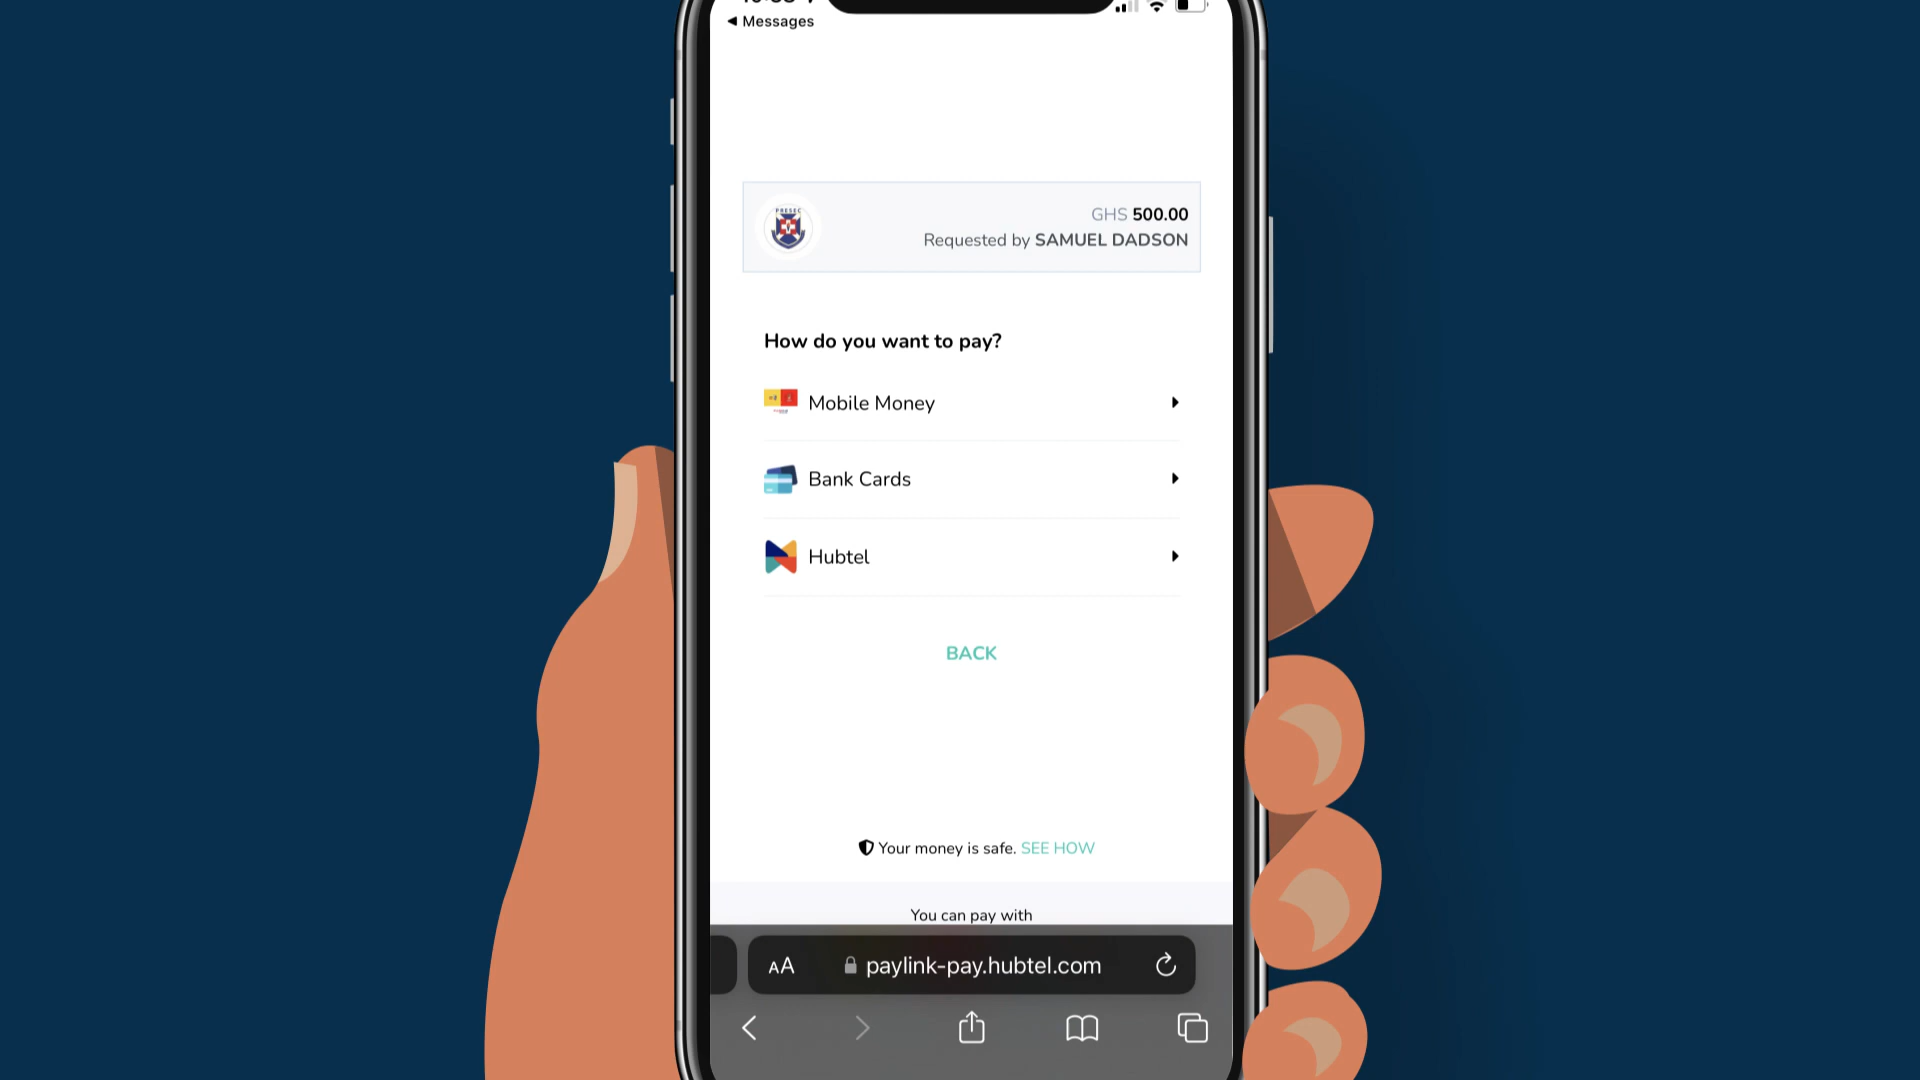 ◀ Messages
PRESEC
GHS 500.00
Requested by SAMUEL DADSON
How do you want to pay?
Mobile Money
Bank Cards
Hubtel
BACK
Your money is safe. SEE HOW
You can pay with
AA paylink-pay.hubtel.com